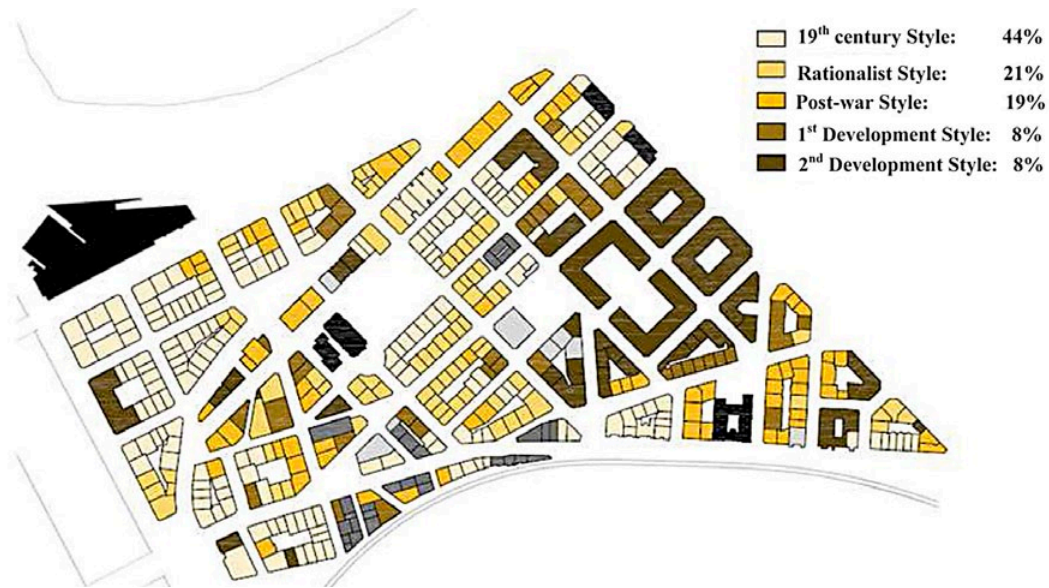 19th century Style: 44%
Rationalist Style: 21%
Post-war Style: 19%
1st Development Style: 8%
2nd Development Style: 8%